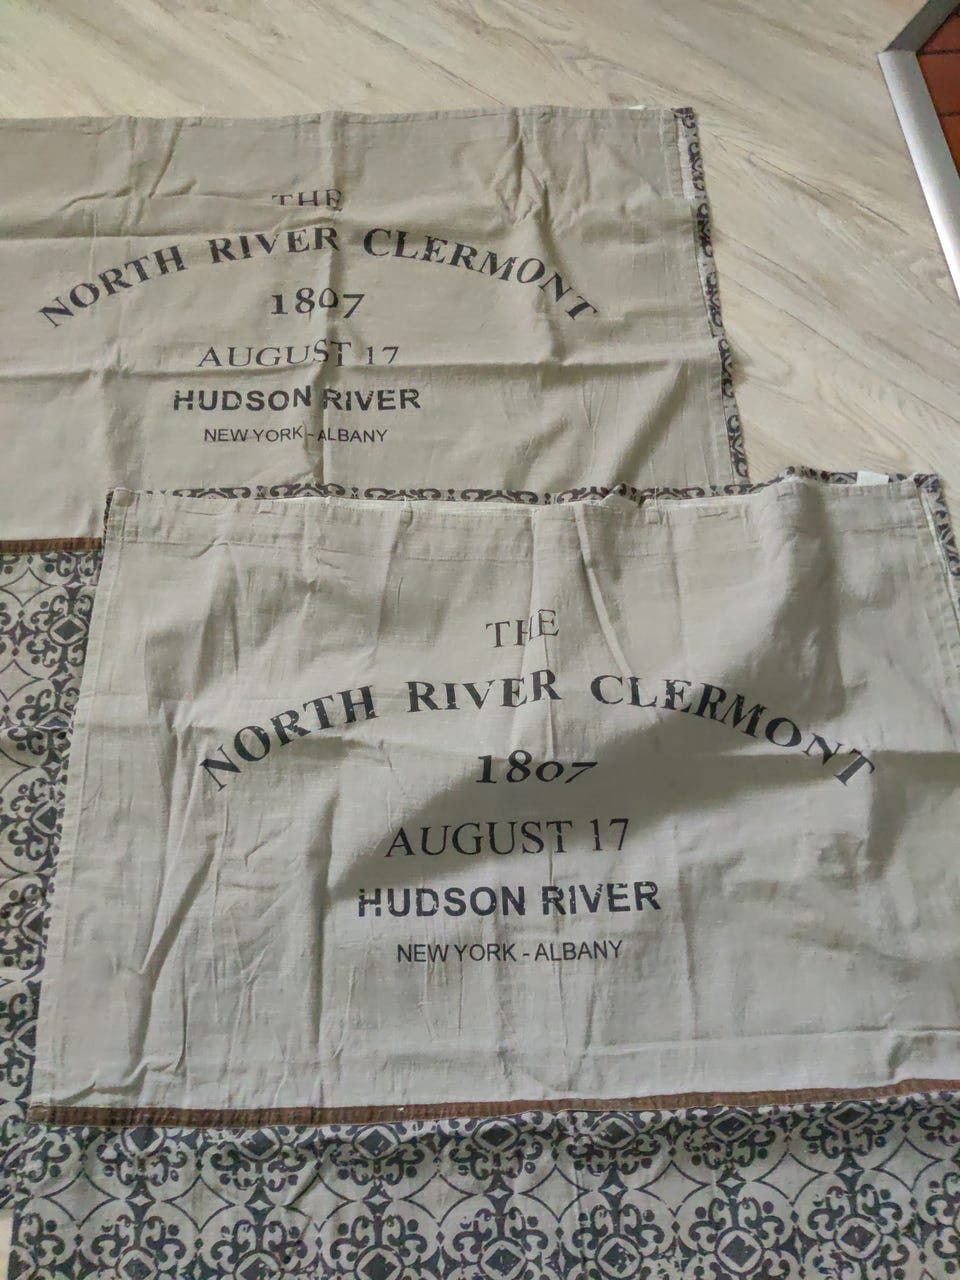 THE
NORTH RIVER CLERMONT
1807
AUGUST 17
HUDSON RIVER
NEW YORK - ALBANY
THE
NORTH RIVER CLERMONT
1807
AUGUST 17
HUDSON RIVER
NEW YORK - ALBANY